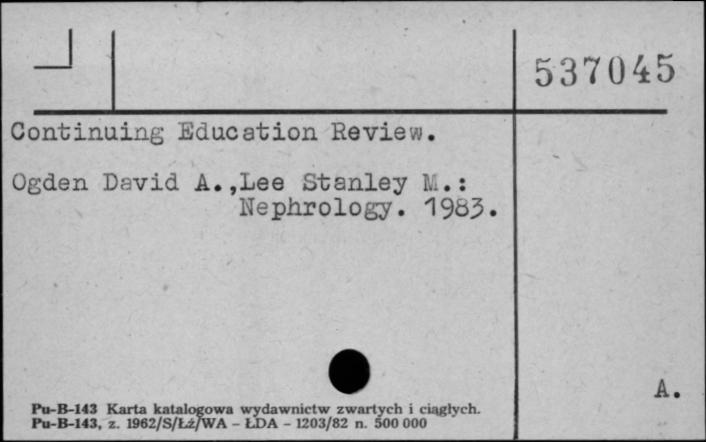 537045
Continuing Education Review.
Ogden David A.,Lee Stanley M.:
Nephrology. 1983.
A.
Pu-B-143 Karta katalogowa wydawnictw zwartych i ciągłych.
Pu-B-143, z. 1962/S/Łż/WA – ŁDA – 1203/82 n. 500 000